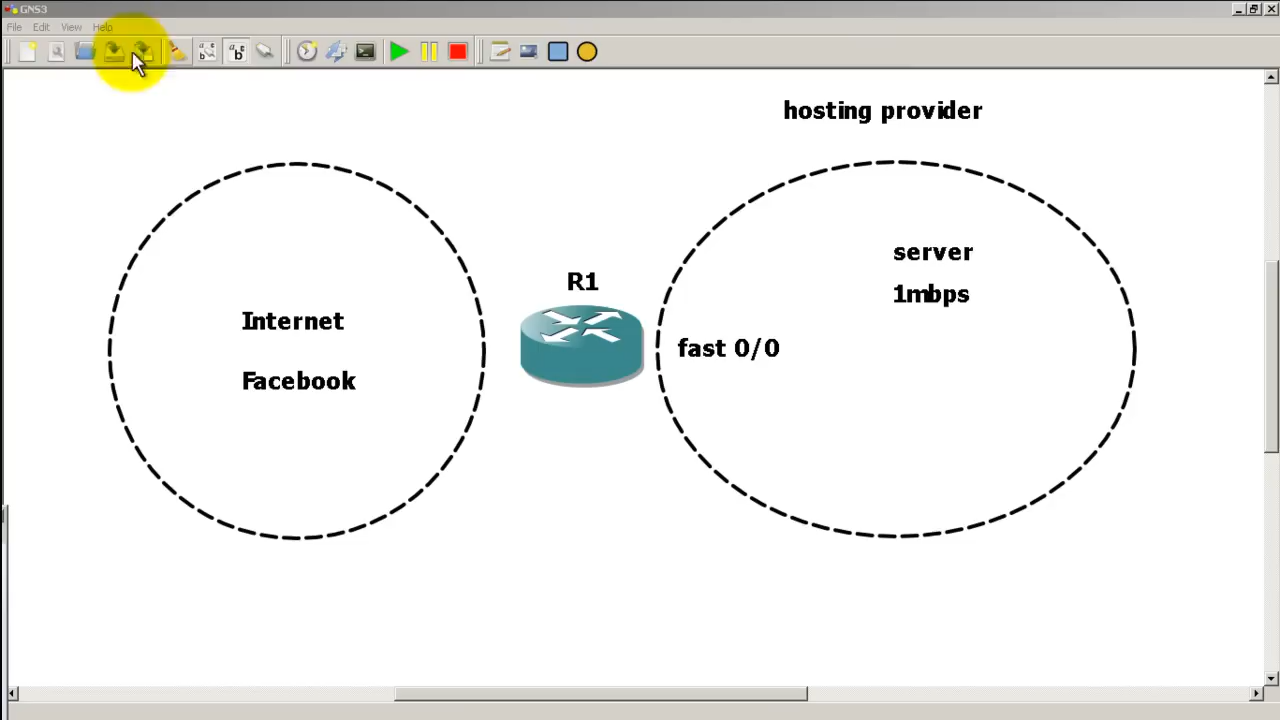 GNS3
File Edit View Help
hosting provider
server
1mbps
R1
fast 0/0
Internet
Facebook